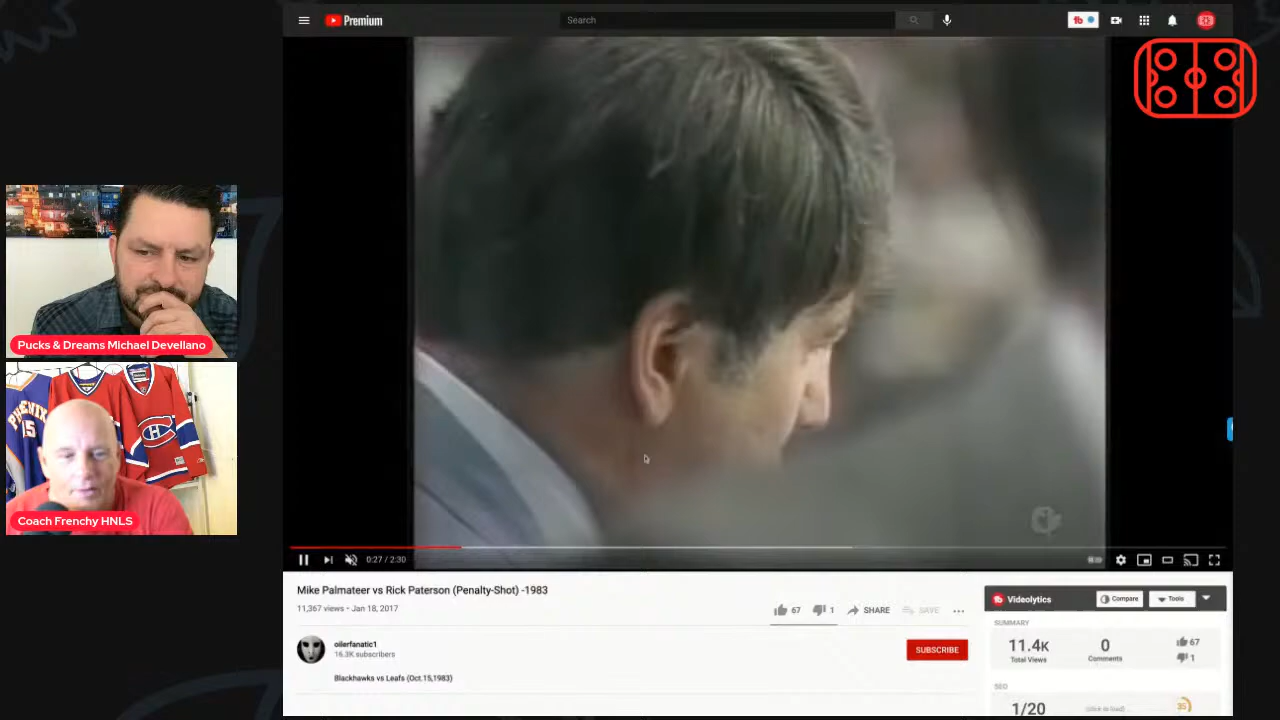 Premium
Search
Pucks & Dreams Michael Devellano
PHOENIX
15
Coach Frenchy HNLS
0:27 / 2:30
Mike Palmateer vs Rick Paterson (Penalty-Shot) -1983
11,367 views • Jan 18, 2017
67
1
SHARE
SAVE
oilerfanatic1
16.3K subscribers
SUBSCRIBE
Blackhawks vs Leafs (Oct.15,1983)
Videolytics
Compare
Tools
SUMMARY
11.4K
Total Views
0
Comments
67
1
SEO
1/20
35